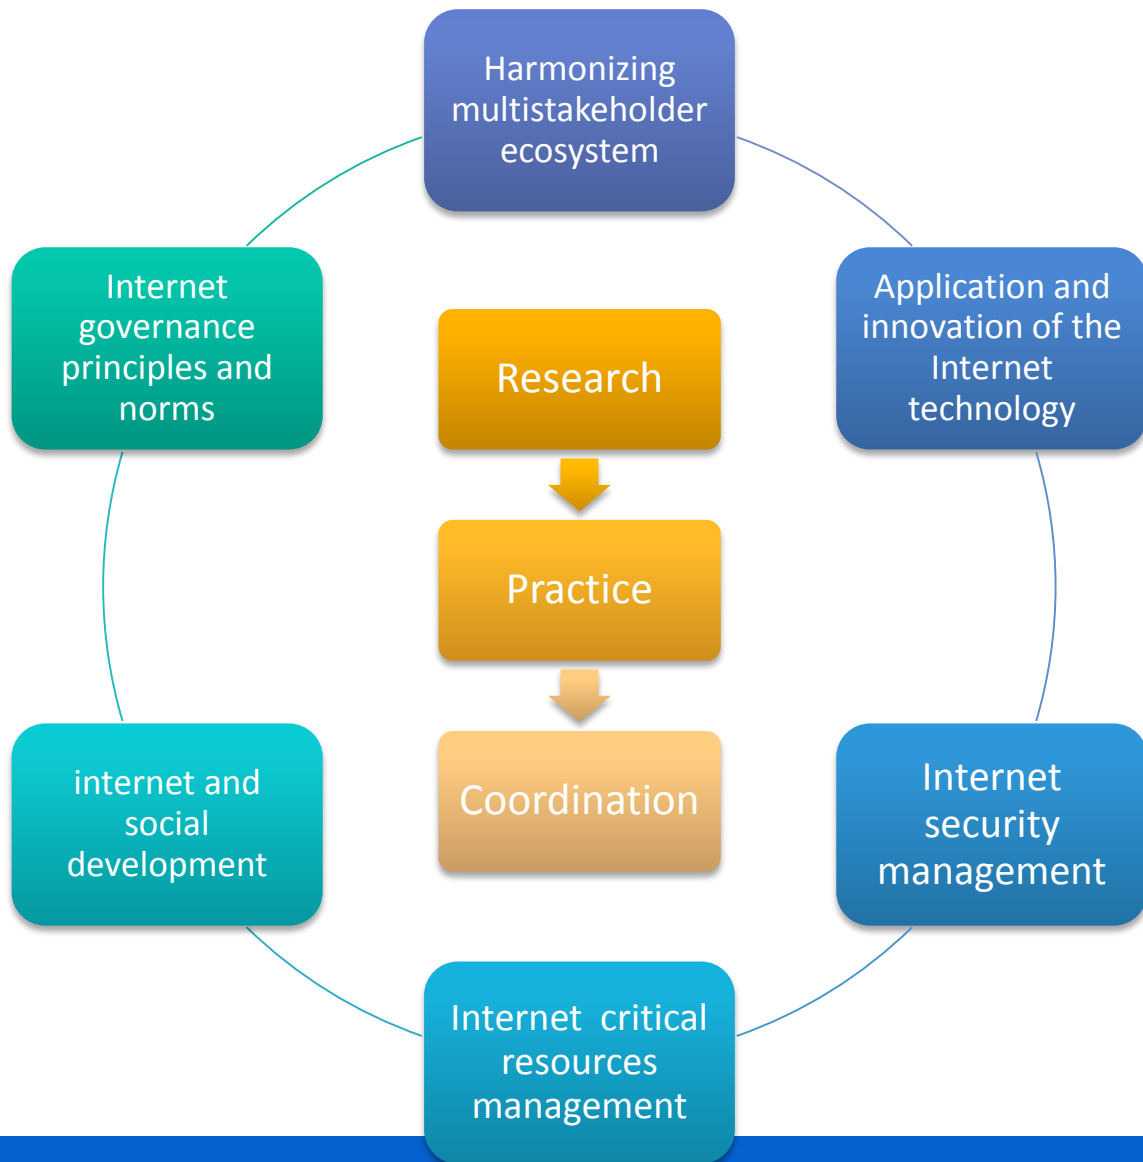 Harmonizing
multistakeholder
ecosystem
Internet
governance
principles and
norms
Application and
innovation of the
Internet
technology
Research
Practice
Coordination
internet and
social
development
Internet
security
management
Internet  critical
resources
management